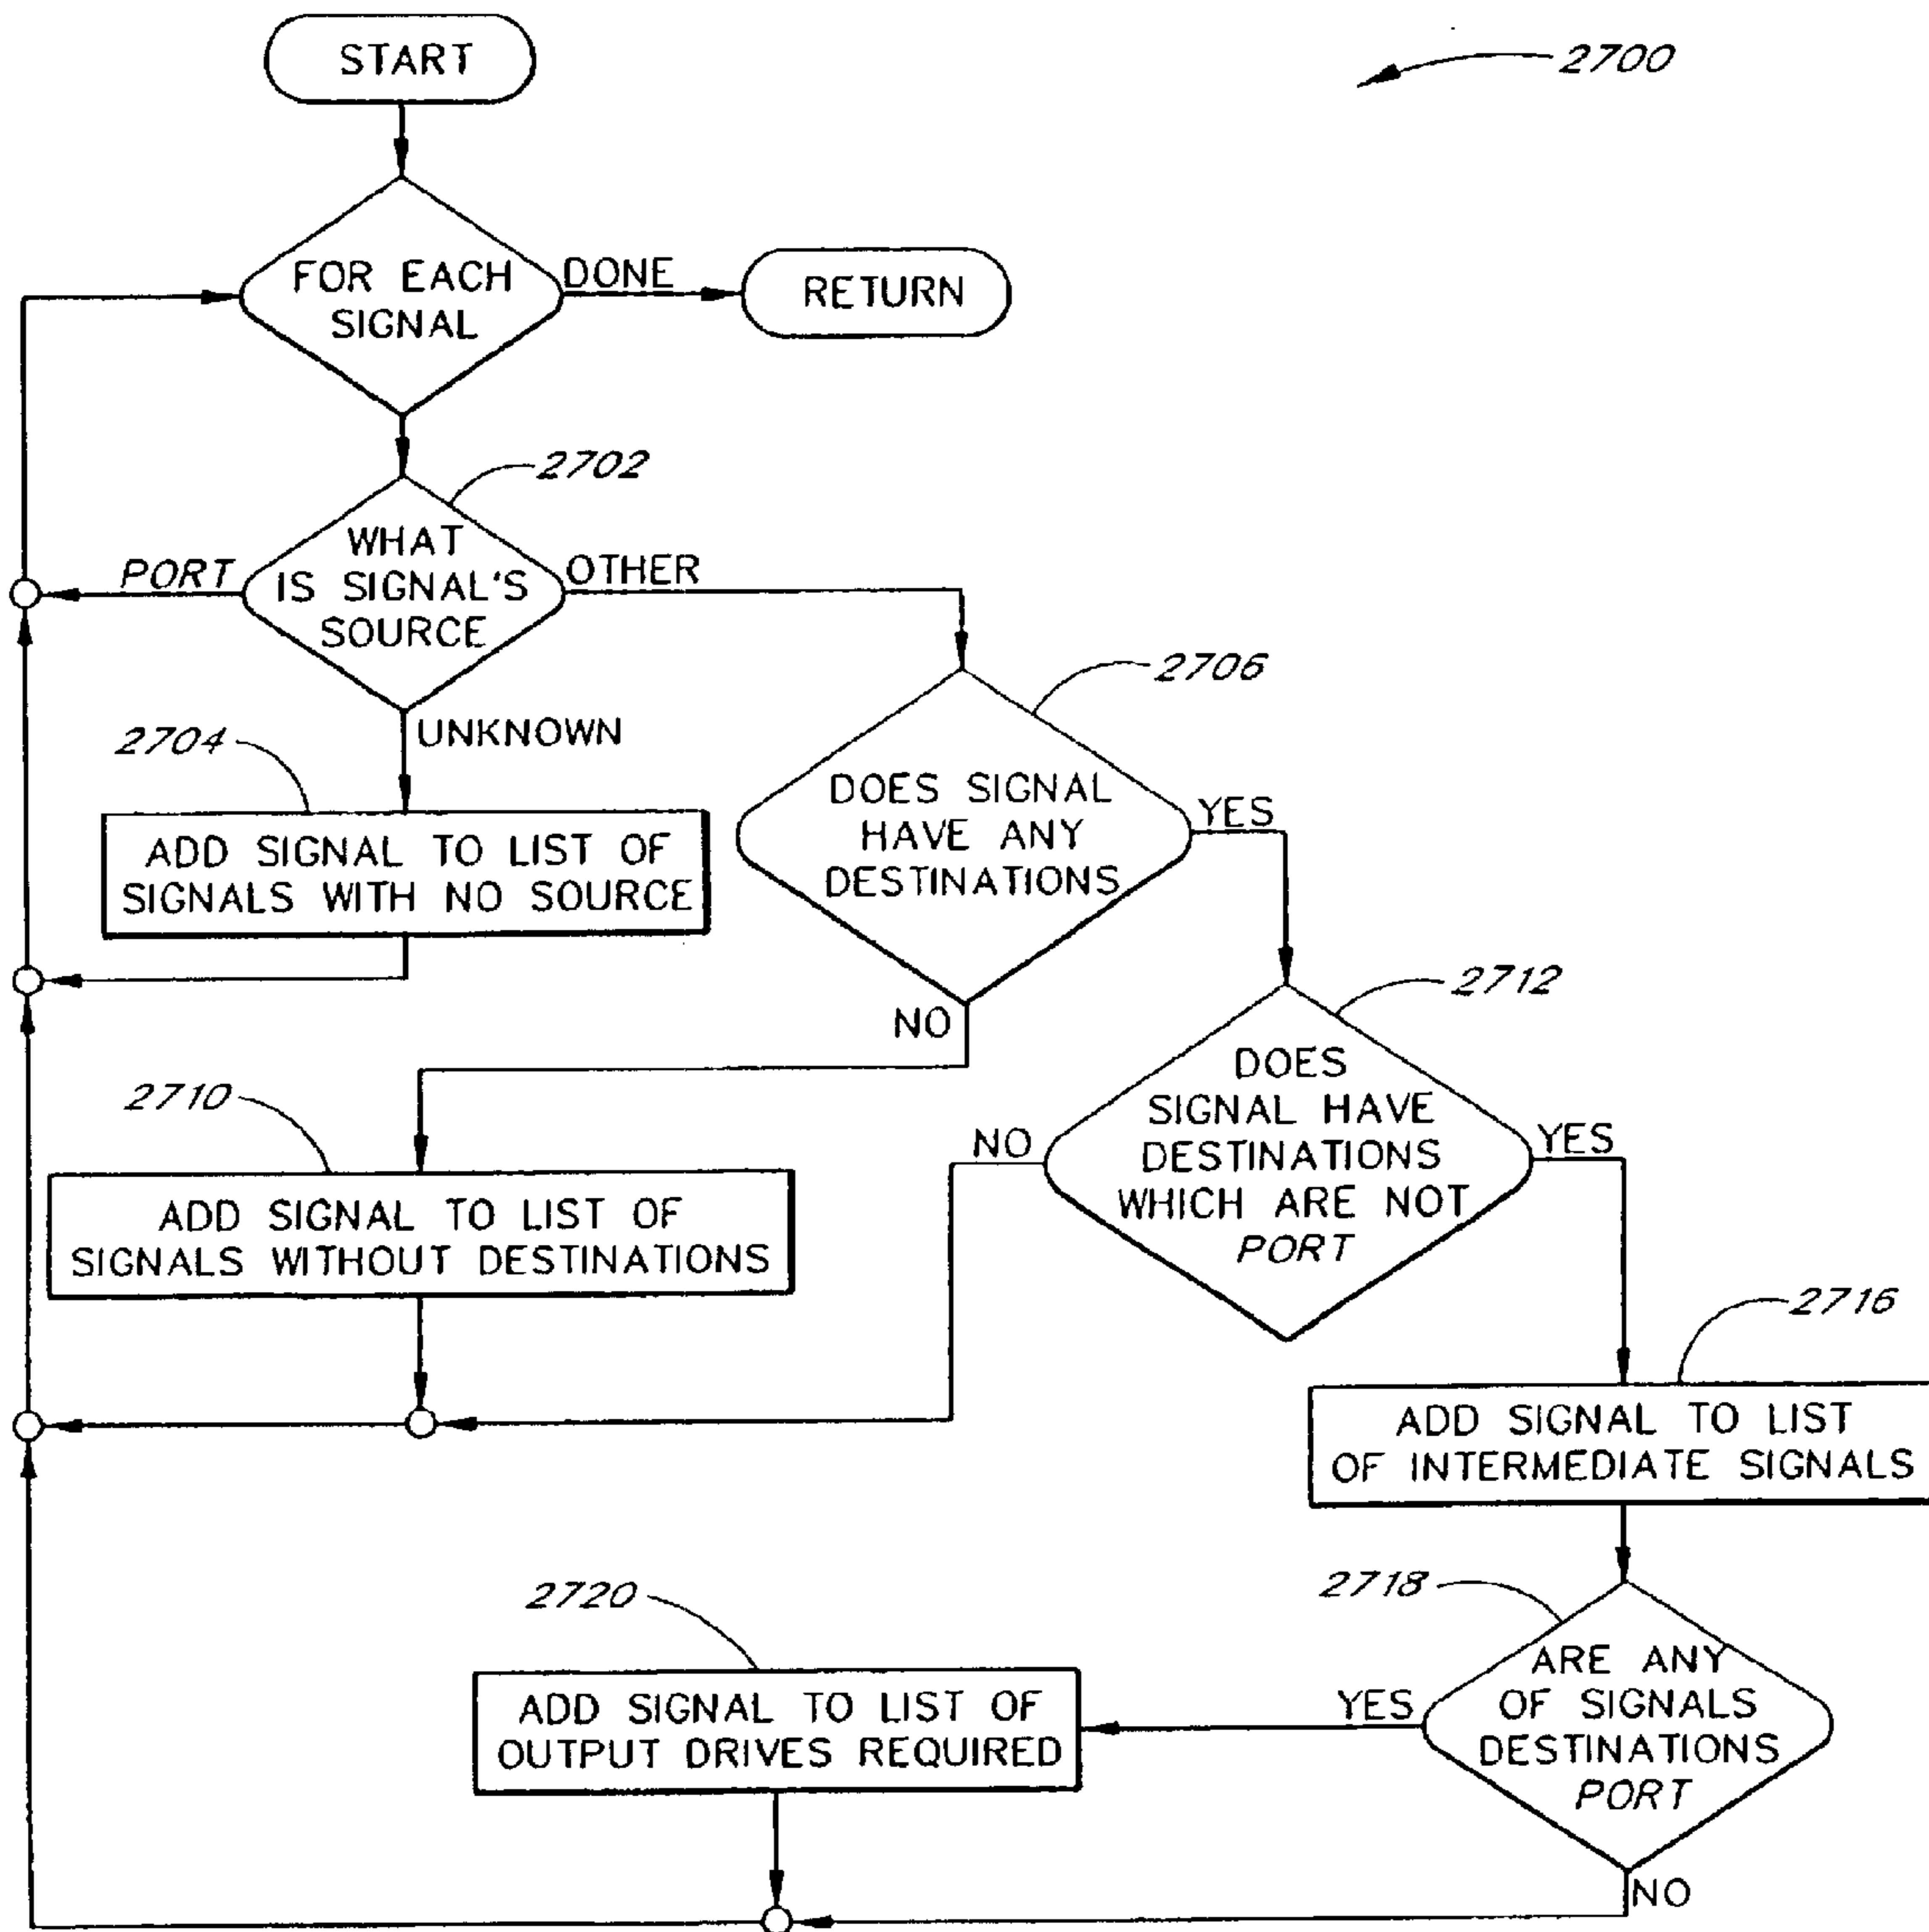 START
2700
FOR EACH
SIGNAL
DONE
RETURN
2702
WHAT
IS SIGNAL'S
SOURCE
PORT
OTHER
UNKNOWN
2704
ADD SIGNAL TO LIST OF
SIGNALS WITH NO SOURCE
2706
DOES SIGNAL
HAVE ANY
DESTINATIONS
YES
NO
2710
ADD SIGNAL TO LIST OF
SIGNALS WITHOUT DESTINATIONS
2712
DOES
SIGNAL HAVE
DESTINATIONS
WHICH ARE NOT
PORT
NO
YES
2716
ADD SIGNAL TO LIST
OF INTERMEDIATE SIGNALS
2718
ARE ANY
OF SIGNALS
DESTINATIONS
PORT
YES
NO
2720
ADD SIGNAL TO LIST OF
OUTPUT DRIVES REQUIRED